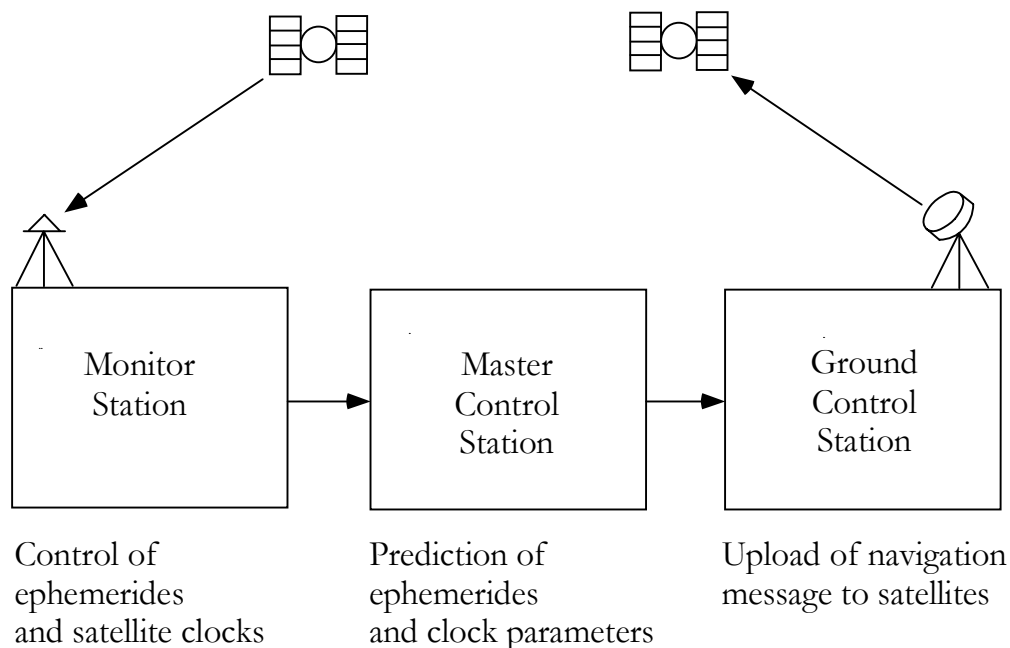 Monitor
Station
Master
Control
Station
Ground
Control
Station
Control of
ephemerides
and satellite clocks
Prediction of
ephemerides
and clock parameters
Upload of navigation
message to satellites